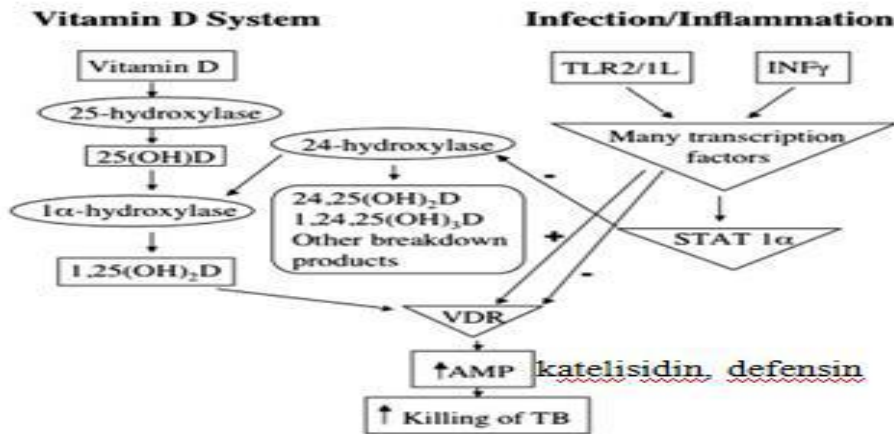 Vitamin D System
Infection/Inflammation
Vitamin D
25-hydroxylase
25(OH)D
1α-hydroxylase
1,25(OH)₂D
24-hydroxylase
24,25(OH)₂D
1,24,25(OH)₃D
Other breakdown
products
TLR2/1L
INFγ
Many transcription
factors
-
STAT 1α
+
-
VDR
↑AMP
katelisidin, defensin
↑ Killing of TB